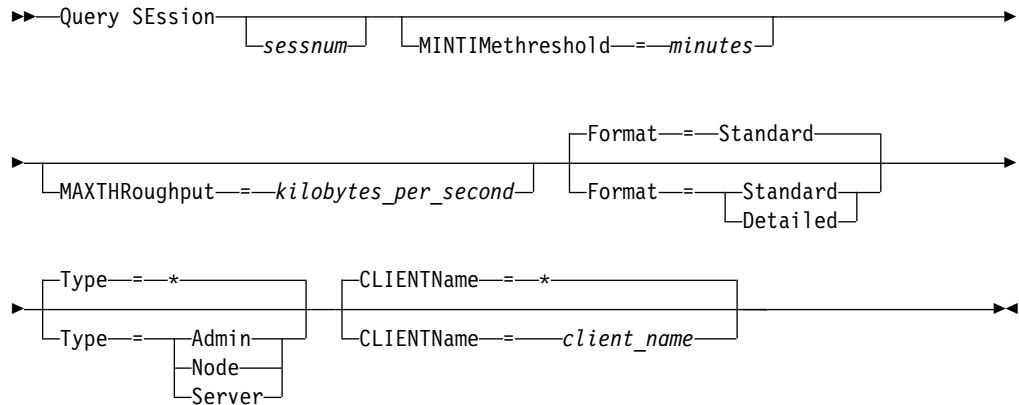 Query SEssion
sessnum
MINTIMethreshold = minutes
Format = Standard
MAXTHRoughput = kilobytes_per_second
Format = Standard
Detailed
Type = *
CLIENTName = *
Type = Admin
CLIENTName = client_name
Node
Server